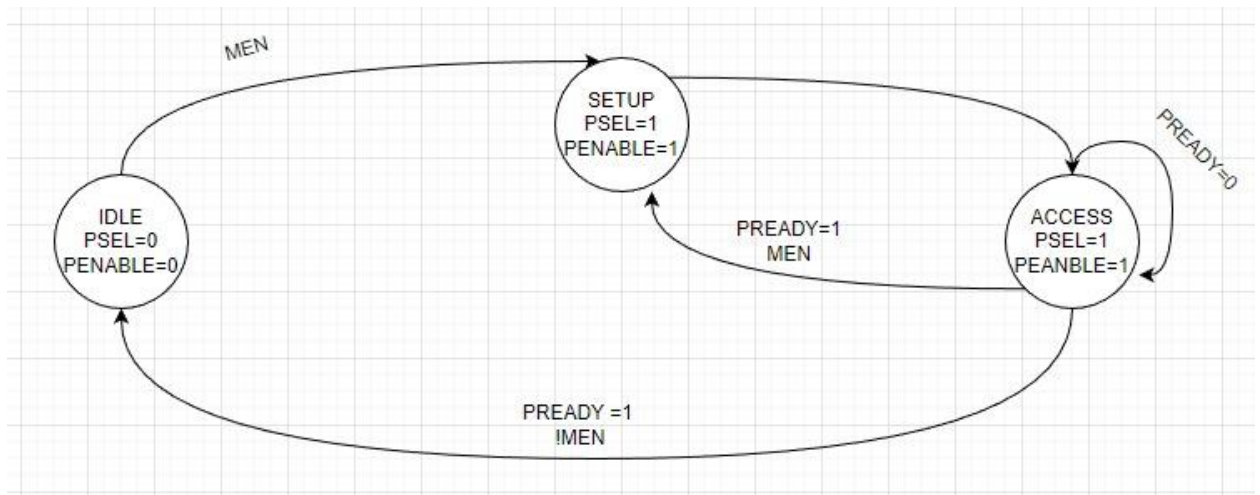 MEN
SETUP
PSEL=1
PENABLE=1
PREADY=0
IDLE
PSEL=0
PENABLE=0
ACCESS
PSEL=1
PEANBLE=1
PREADY=1
MEN
PREADY =1
!MEN